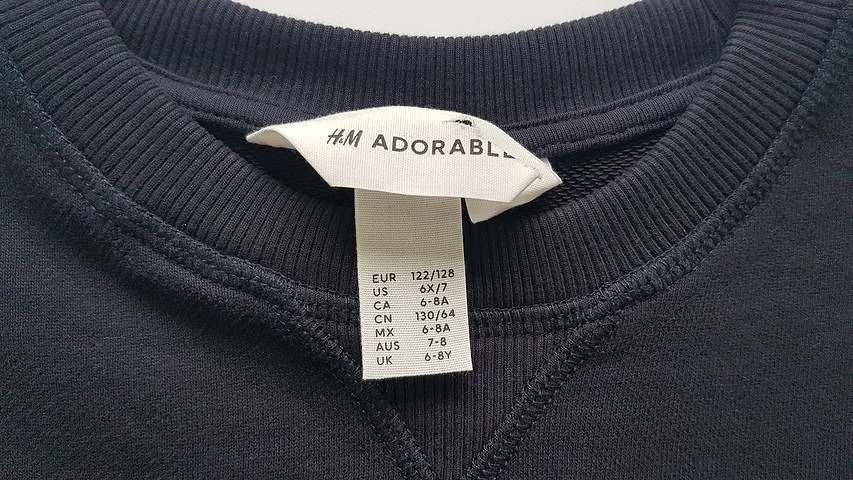 H&M ADORABLE
EUR 122/128
US 6X/7
CA 6-8A
CN 130/64
MX 6-8A
AUS 7-8
UK 6-8Y